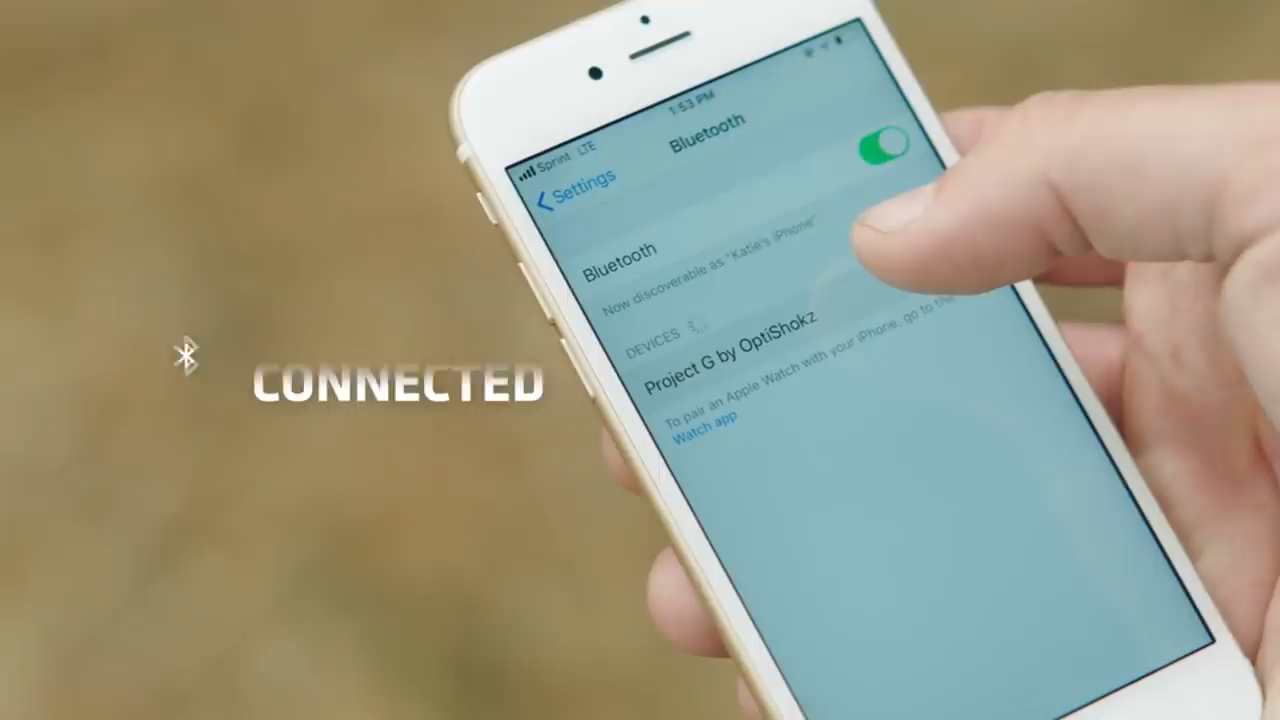 1:53 PM
Sprint LTE
Bluetooth
Settings
Bluetooth
Now discoverable as "Katie's iPhone"
DEVICES
Project G by OptiShokz
To pair an Apple Watch with your iPhone, go to the
Watch app
CONNECTED